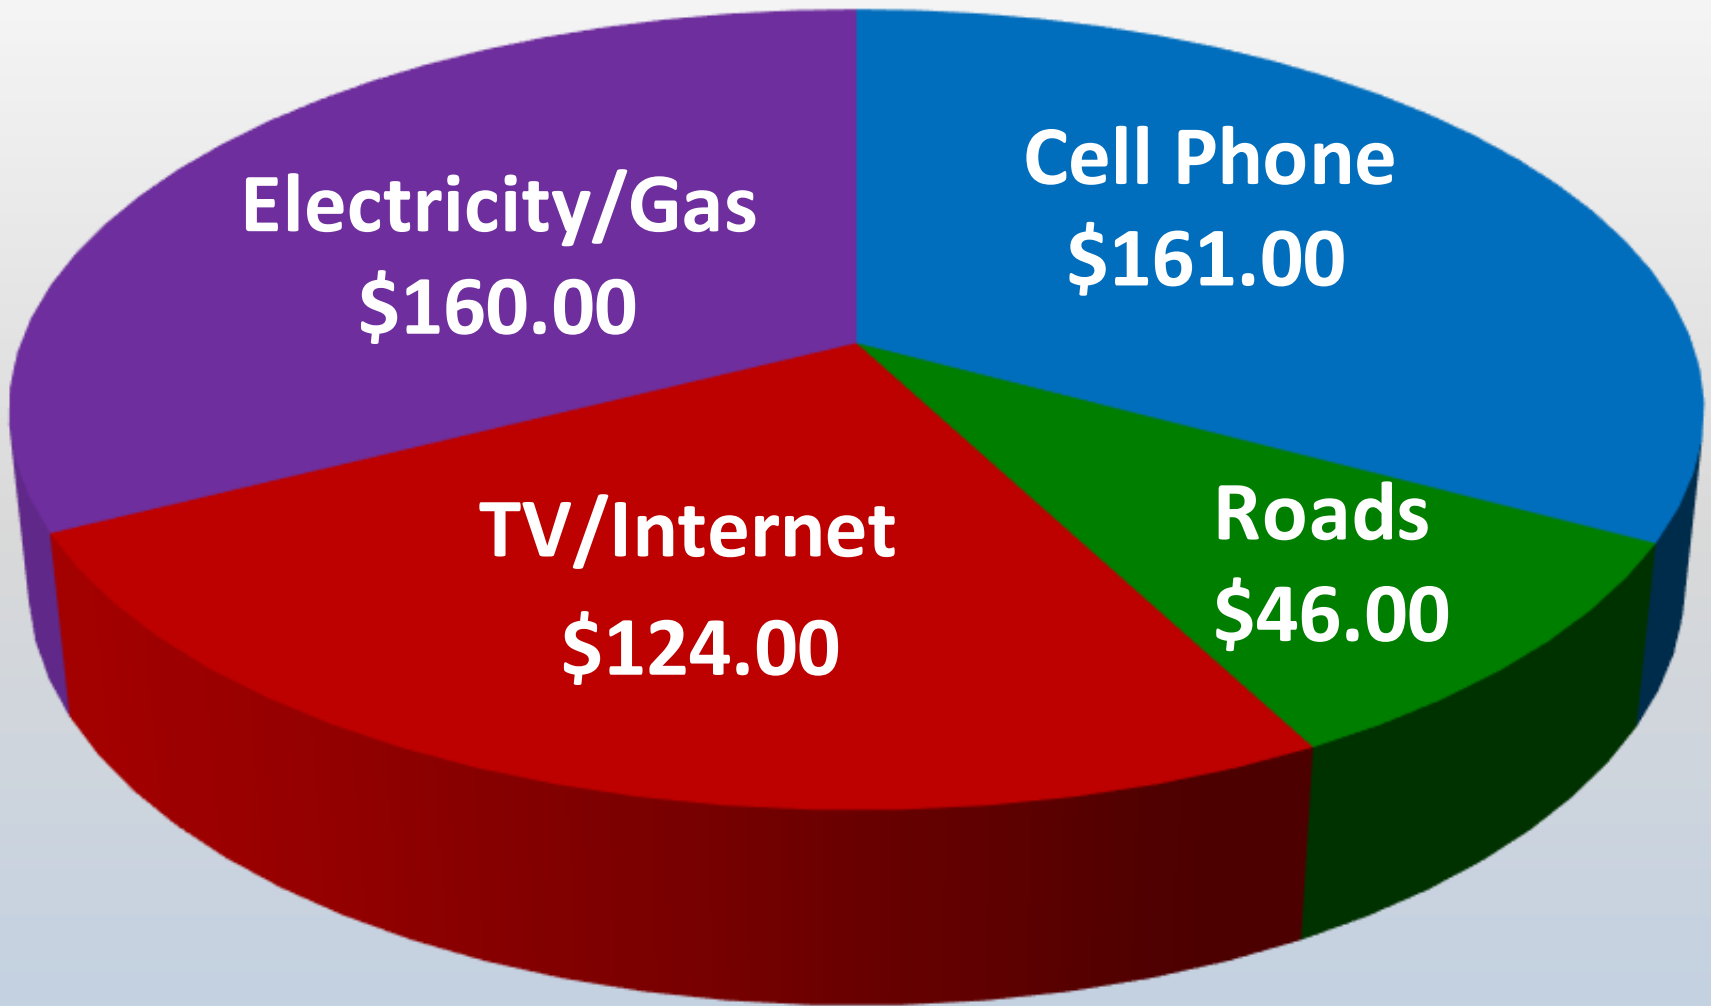 Cell Phone
$161.00
Electricity/Gas
$160.00
Roads
$46.00
TV/Internet
$124.00